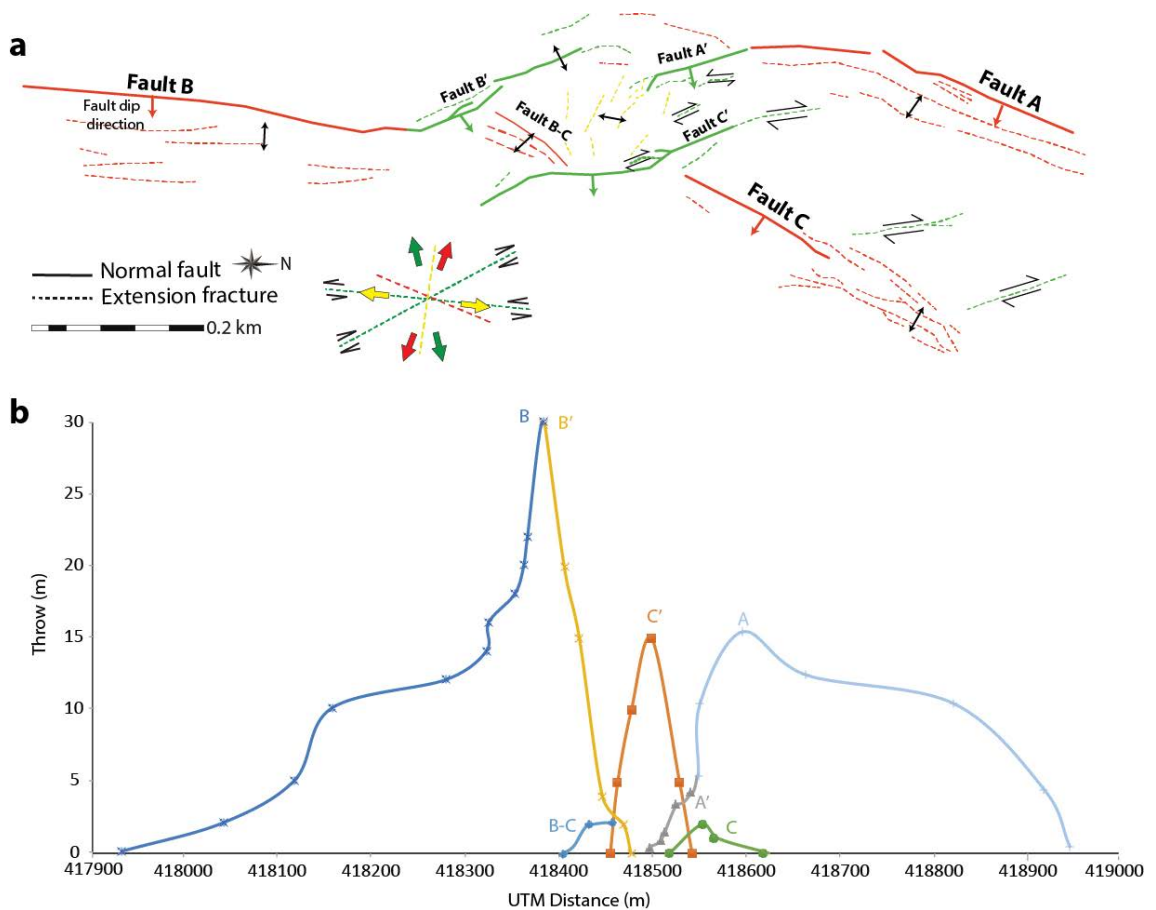 a
Fault A’
Fault B
Fault B’
Fault A
Fault dip
direction
Fault B-C
Fault C’
Fault C
Normal fault
N
Extension fracture
0.2 km
b
30
B
B’
25
20
Throw (m)
15
C’
A
10
5
A’
B-C
C
0
417900
418000
418100
418200
418300
418400
418500
418600
418700
418800
418900
419000
UTM Distance (m)